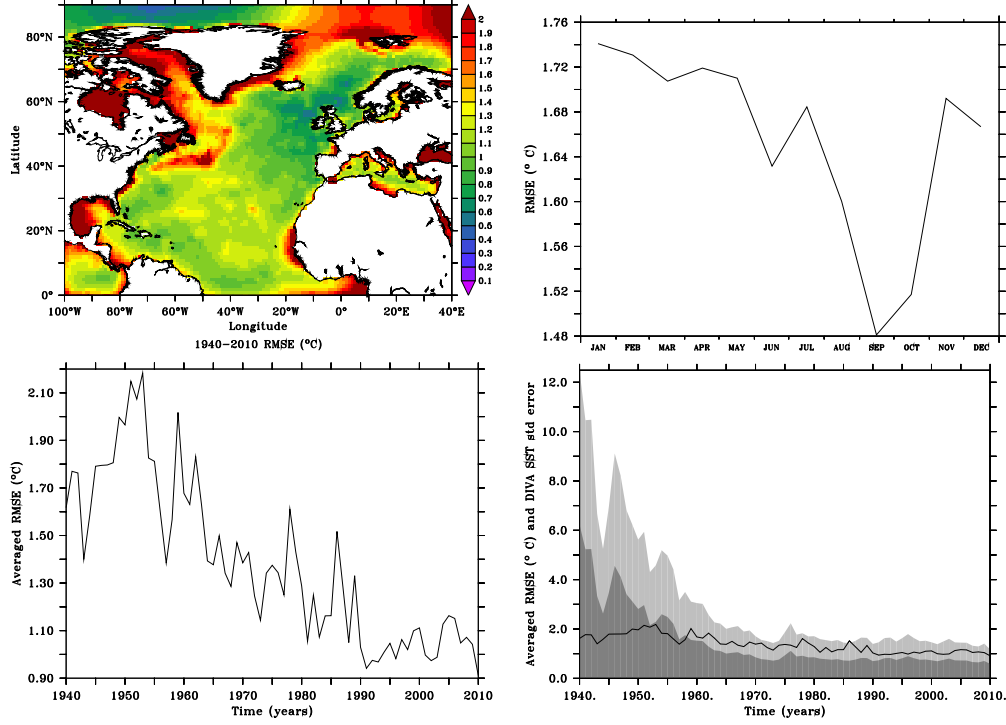 80°N
60°N
40°N
20°N
0°
Latitude
100°W 80°W 60°W 40°W 20°W 0° 20°E 40°E
Longitude
1940-2010 RMSE (°C)
2
1.9
1.8
1.7
1.6
1.5
1.4
1.3
1.2
1.1
1
0.9
0.8
0.7
0.6
0.5
0.4
0.3
0.2
0.1
1.76
1.72
1.68
1.64
1.60
1.56
1.52
1.48
RMSE (° C)
JAN FEB MAR APR MAY JUN JUL AUG SEP OCT NOV DEC
2.10
1.90
1.70
1.50
1.30
1.10
0.90
Averaged RMSE (°C)
1940 1950 1960 1970 1980 1990 2000 2010
Time (years)
12.0
10.0
8.0
6.0
4.0
2.0
0.0
Averaged RMSE (° C) and DIVA SST std error
1940. 1950. 1960. 1970. 1980. 1990. 2000. 2010.
Time (years)